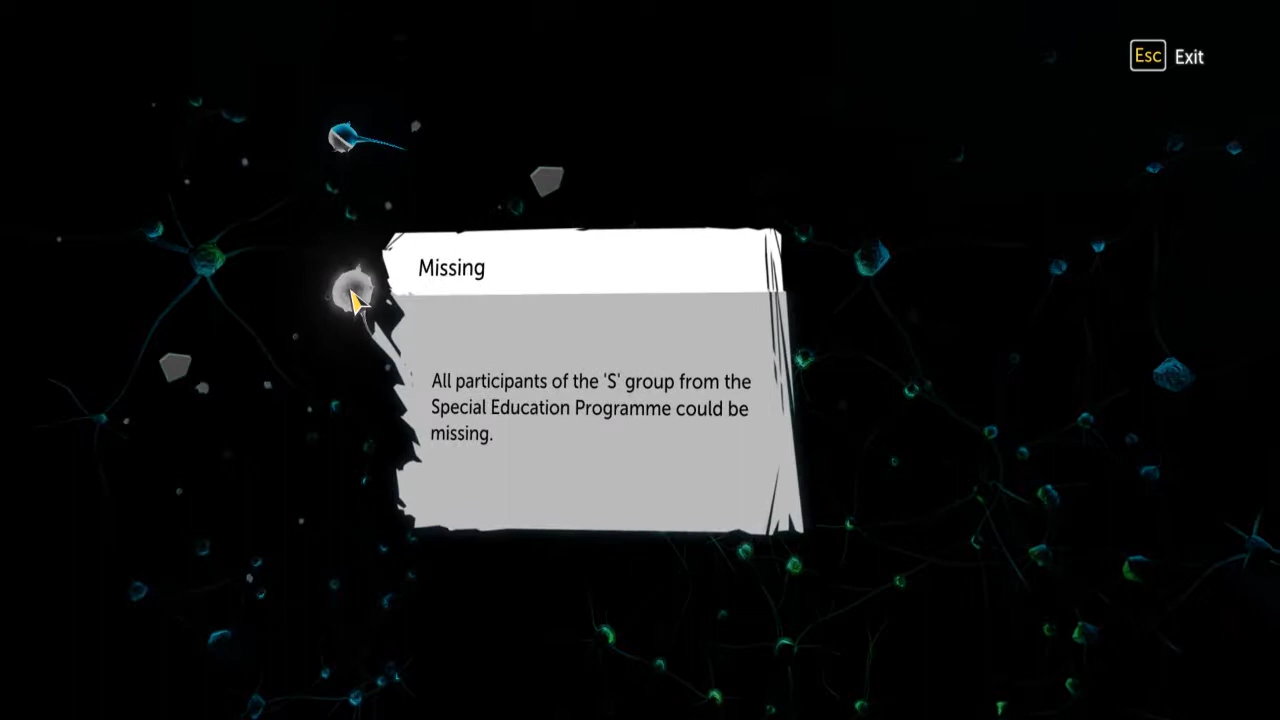 Esc Exit
Missing
All participants of the 'S' group from the
Special Education Programme could be
missing.